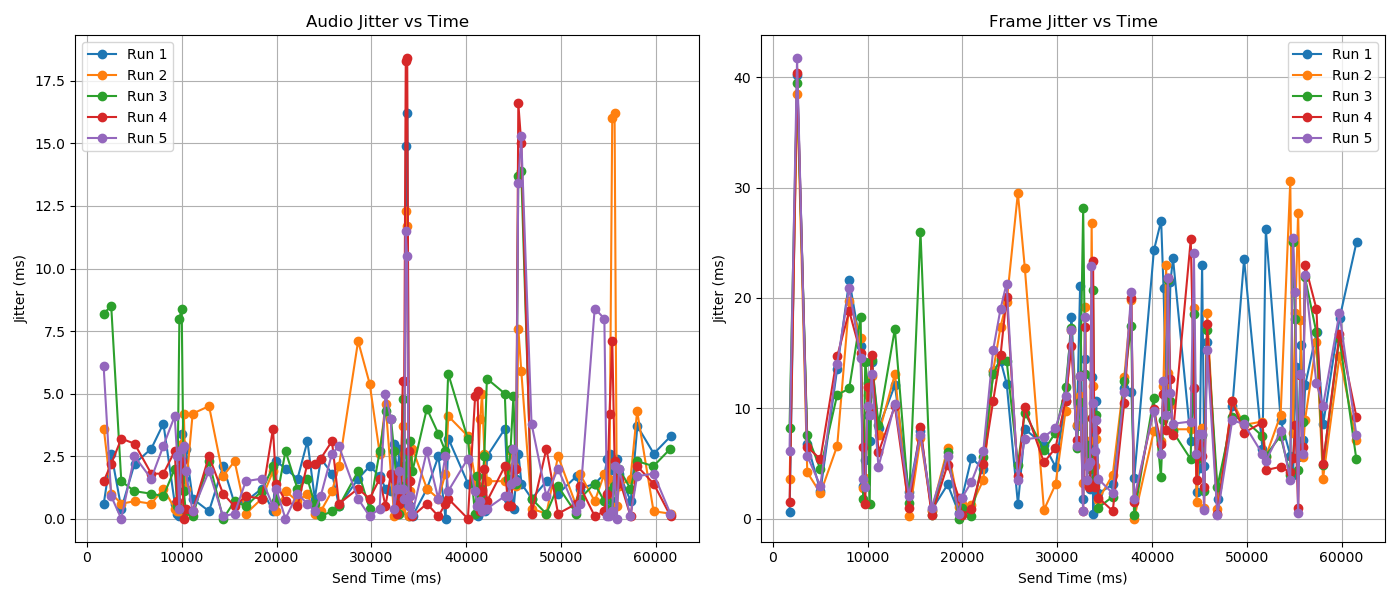 Audio Jitter vs Time
Run 1
Run 2
Run 3
Run 4
Run 5
Jitter (ms)
17.5
15.0
12.5
10.0
7.5
5.0
2.5
0.0
0
10000
20000
30000
40000
50000
60000
Send Time (ms)
Frame Jitter vs Time
Run 1
Run 2
Run 3
Run 4
Run 5
Jitter (ms)
40
30
20
10
0
0
10000
20000
30000
40000
50000
60000
Send Time (ms)